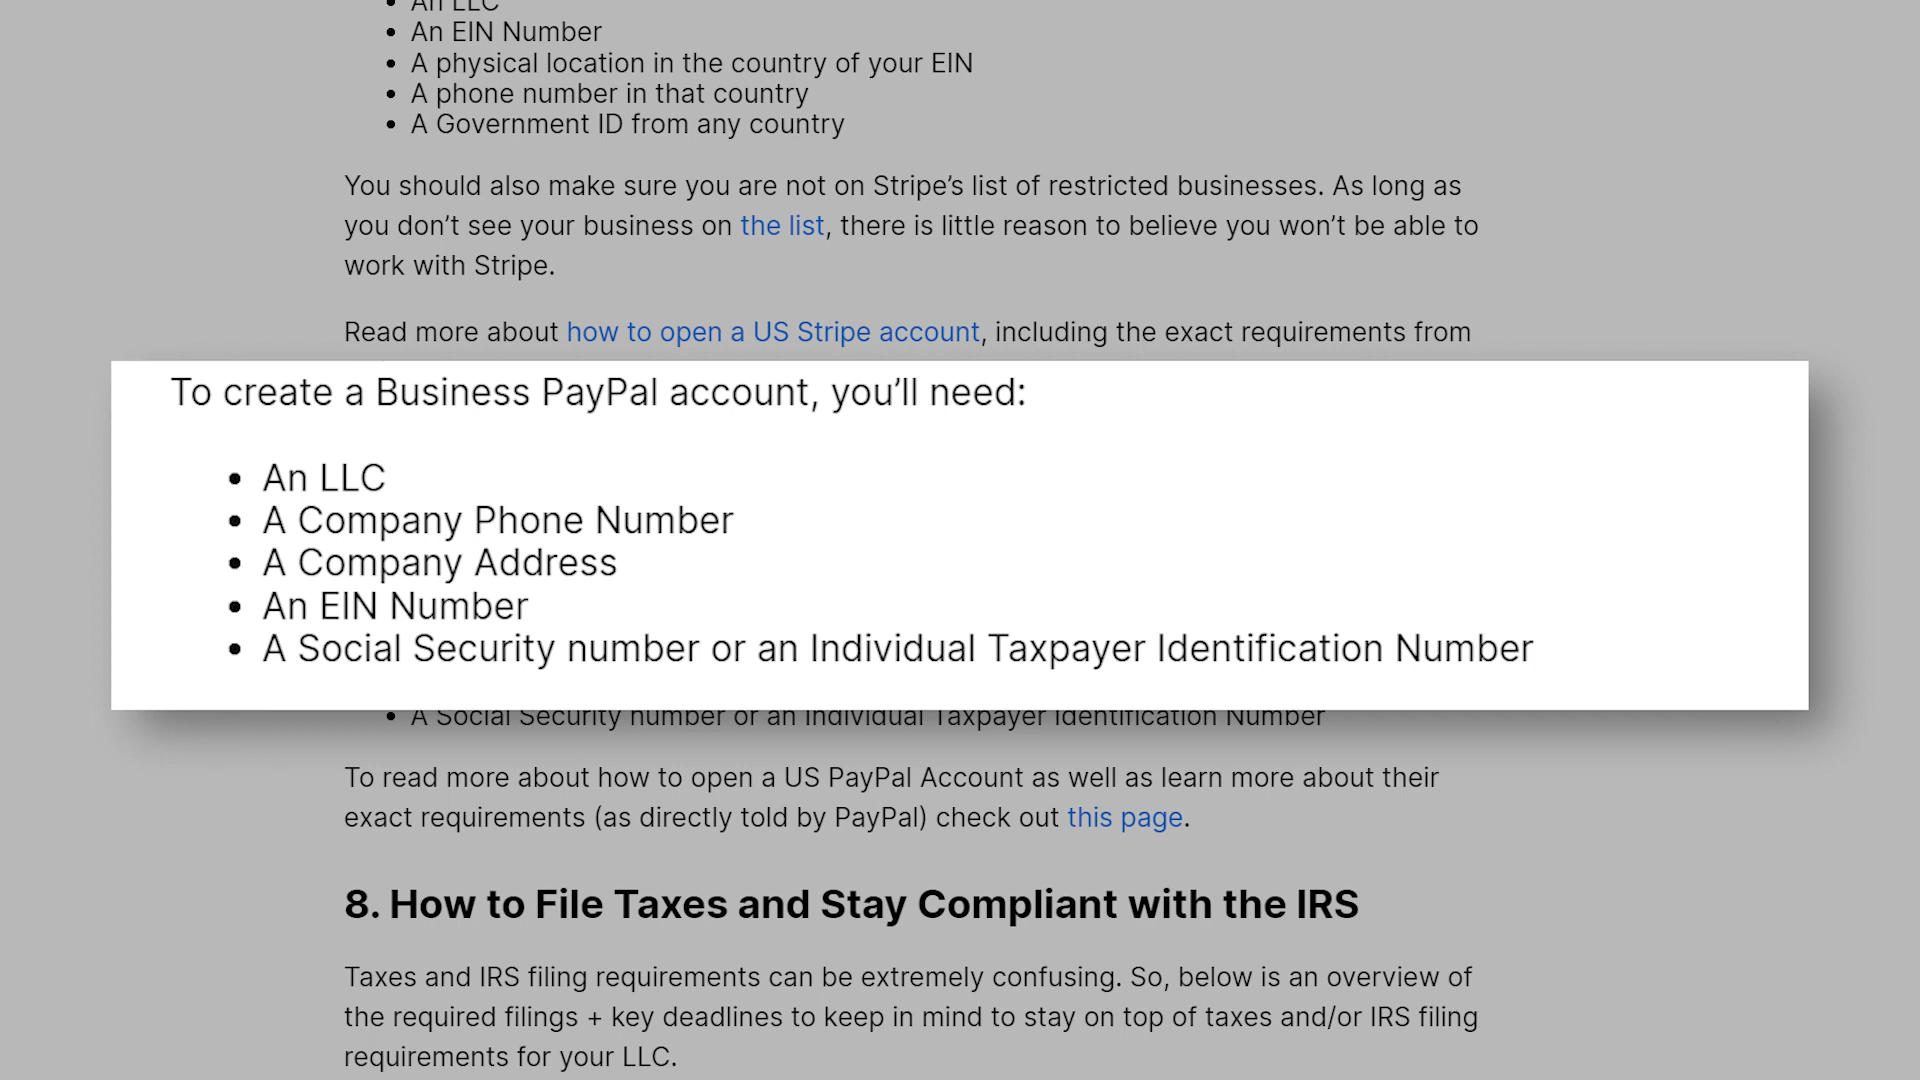 An LLC
An EIN Number
A physical location in the country of your EIN
A phone number in that country
A Government ID from any country
You should also make sure you are not on Stripe’s list of restricted businesses. As long as
you don’t see your business on the list, there is little reason to believe you won’t be able to
work with Stripe.
Read more about how to open a US Stripe account, including the exact requirements from
To create a Business PayPal account, you’ll need:
• An LLC
• A Company Phone Number
• A Company Address
• An EIN Number
• A Social Security number or an Individual Taxpayer Identification Number
• A Social Security number or an Individual Taxpayer Identification Number
To read more about how to open a US PayPal Account as well as learn more about their
exact requirements (as directly told by PayPal) check out this page.
8. How to File Taxes and Stay Compliant with the IRS
Taxes and IRS filing requirements can be extremely confusing. So, below is an overview of
the required filings + key deadlines to keep in mind to stay on top of taxes and/or IRS filing
requirements for your LLC.